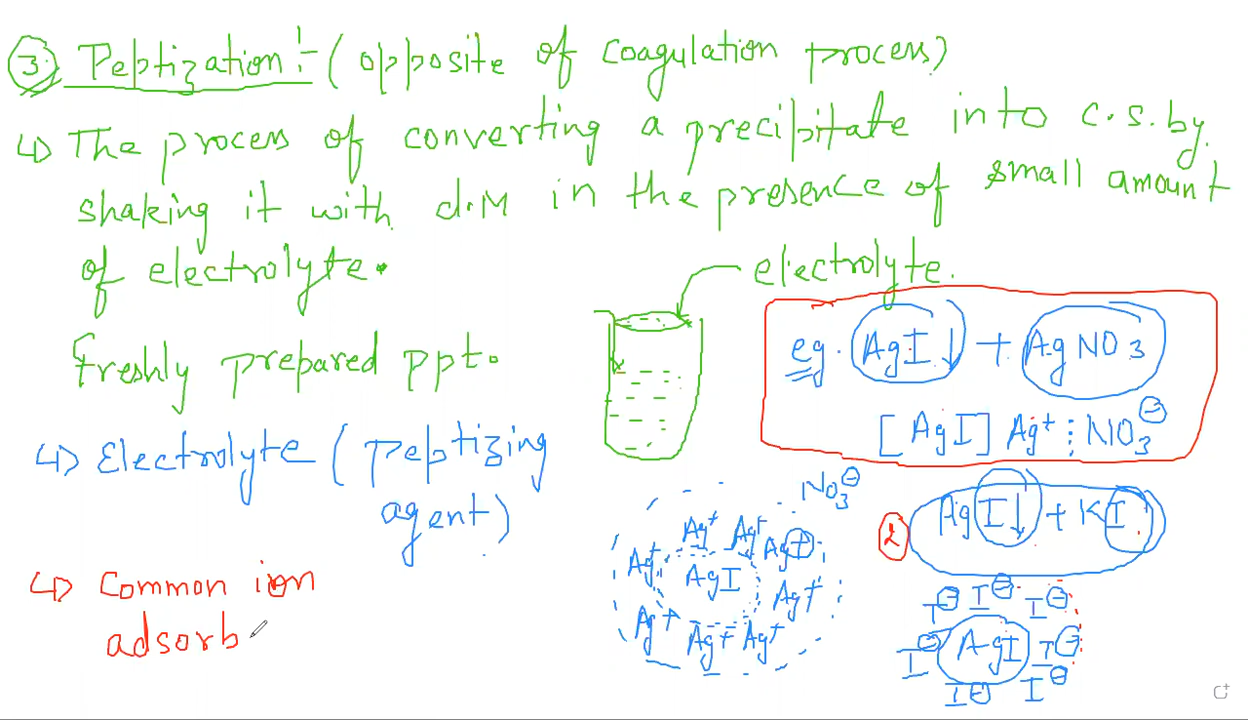 ③ Peptization :- (opposite of coagulation process)
↳ The process of converting a precipitate into c.s. by
shaking it with d.M in the presence of small amount
of electrolyte.
electrolyte.
Freshly prepared ppt.
eg. AgI↓ + AgNO3
[AgI] Ag+ ⋮ NO3⊖
↳ Electrolyte (Peptizing
agent)
NO3⊖
Ag+ Ag+ Ag+
Ag+ AgI Ag+
Ag+ Ag+ Ag+
② AgI↓ + KI
I⊖ I⊖ I⊖
I⊖ AgI I⊖
I⊖ I⊖
↳ Common ion
adsorb